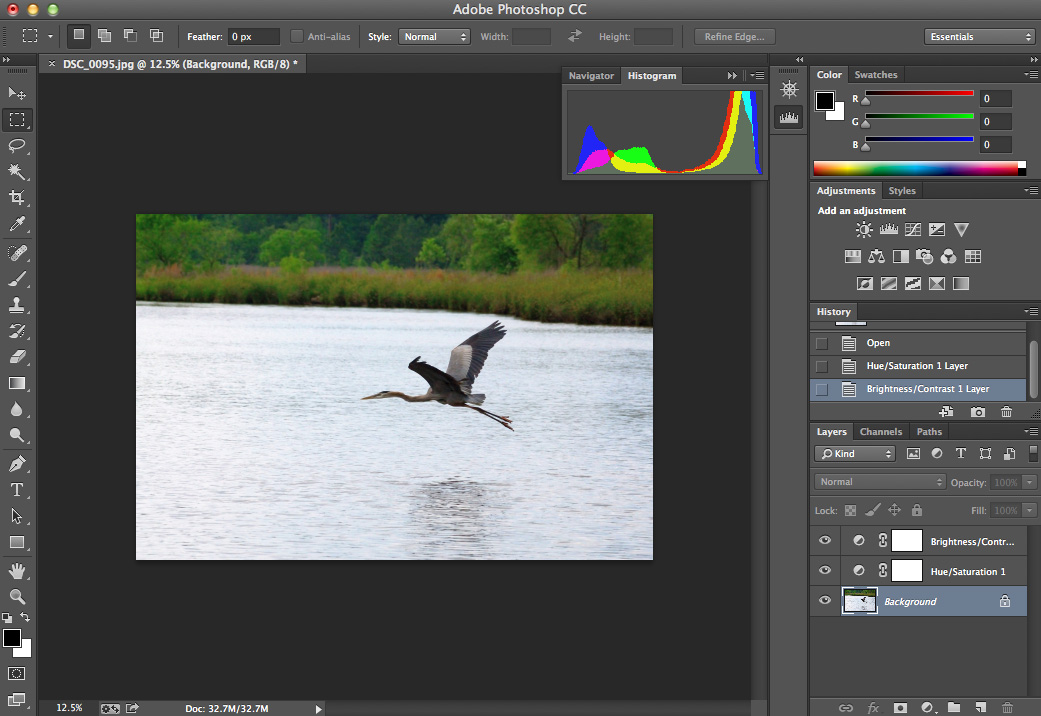 Adobe Photoshop CC
Feather: 0 px Anti-alias Style: Normal Width: Height: Refine Edge... Essentials
× DSC_0095.jpg @ 12.5% (Background, RGB/8) *
Navigator Histogram
Color Swatches
R 0
G 0
B 0
Adjustments Styles
Add an adjustment
History
Open
Hue/Saturation 1 Layer
Brightness/Contrast 1 Layer
Layers Channels Paths
Kind
Normal Opacity: 100%
Lock: Fill: 100%
Brightness/Contr...
Hue/Saturation 1
Background
12.5% Doc: 32.7M/32.7M